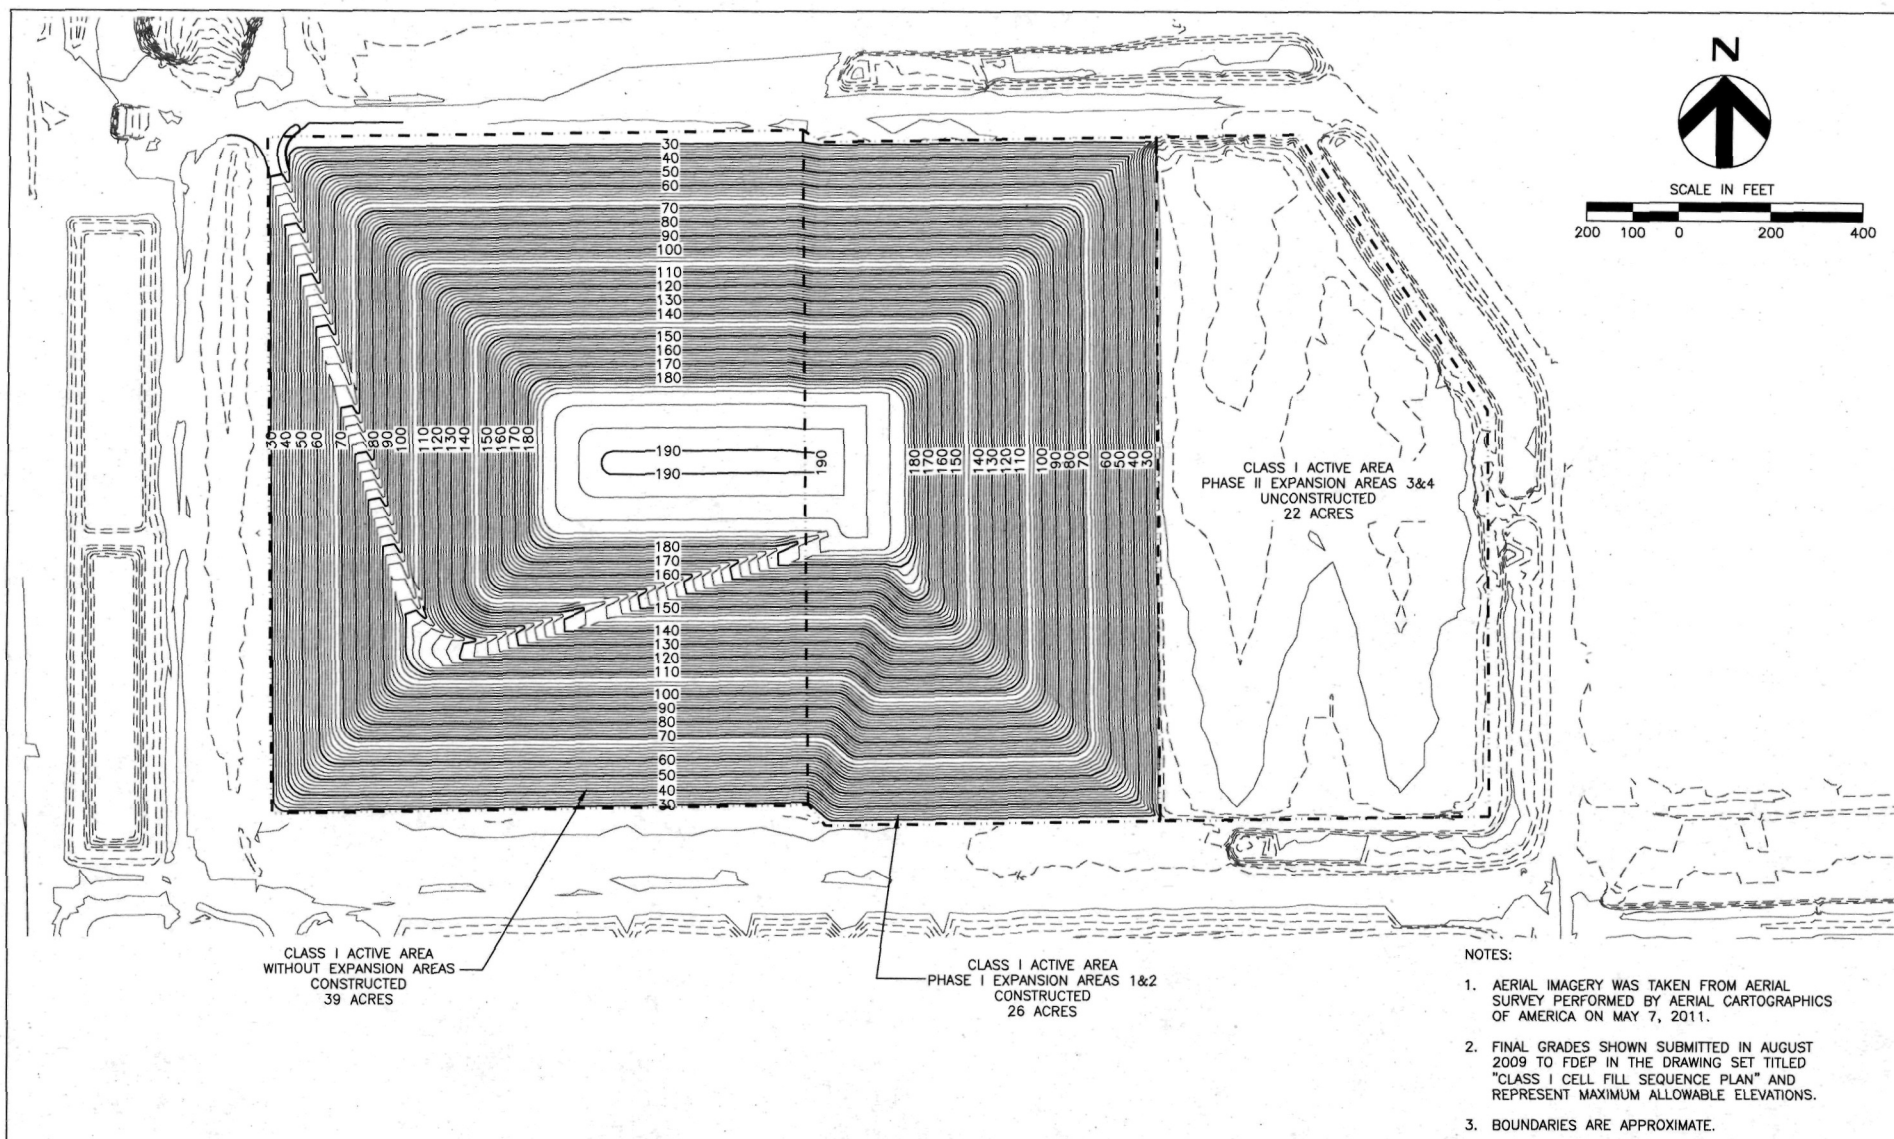 N
SCALE IN FEET
200 100 0 200 400
30
40
50
60
70
80
90
100
110
120
130
140
150
160
170
180
30 40 50 60 70 80 90 100 110 120 130 140 150 160 170 180
190
190
190
180 170 160 150 140 130 120 110 100 90 80 70 60 50 40 30
CLASS I ACTIVE AREA
PHASE II EXPANSION AREAS 3&4
UNCONSTRUCTED
22 ACRES
180
170
160
150
140
130
120
110
100
90
80
70
60
50
40
30
CLASS I ACTIVE AREA
WITHOUT EXPANSION AREAS
CONSTRUCTED
39 ACRES
CLASS I ACTIVE AREA
PHASE I EXPANSION AREAS 1&2
CONSTRUCTED
26 ACRES
NOTES:
1. AERIAL IMAGERY WAS TAKEN FROM AERIAL
SURVEY PERFORMED BY AERIAL CARTOGRAPHICS
OF AMERICA ON MAY 7, 2011.
2. FINAL GRADES SHOWN SUBMITTED IN AUGUST
2009 TO FDEP IN THE DRAWING SET TITLED
"CLASS I CELL FILL SEQUENCE PLAN" AND
REPRESENT MAXIMUM ALLOWABLE ELEVATIONS.
3. BOUNDARIES ARE APPROXIMATE.